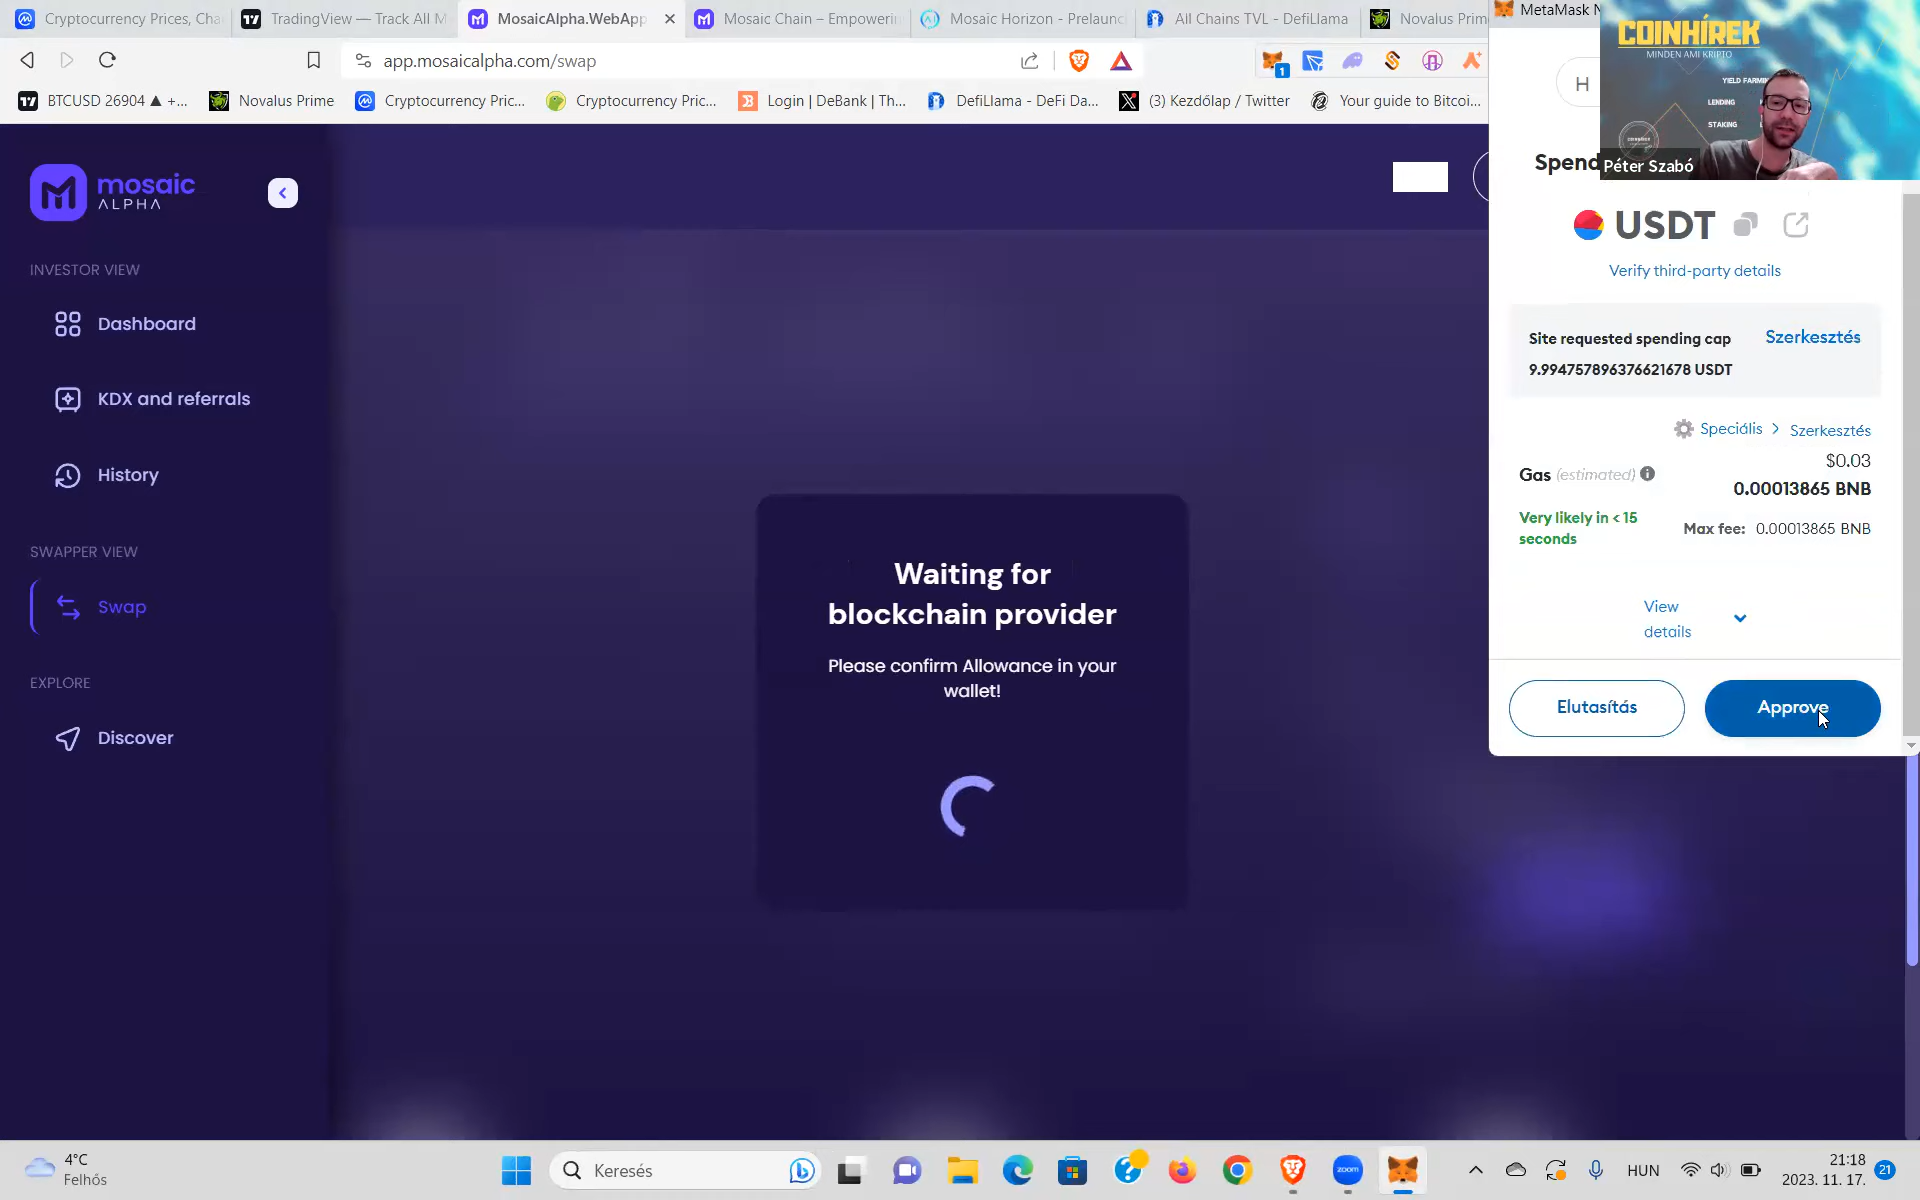 Cryptocurrency Prices, Cha
TradingView — Track All M
MosaicAlpha.WebApp
Mosaic Chain – Empowerin
Mosaic Horizon - Prelaunc
All Chains TVL - DefiLlama
Novalus Prim
app.mosaicalpha.com/swap
1
BTCUSD 26904 ▲ +...
Novalus Prime
Cryptocurrency Pric...
Cryptocurrency Pric...
Login | DeBank | Th...
DefiLlama - DeFi Da...
(3) Kezdőlap / Twitter
Your guide to Bitcoi...
mosaic
ALPHA
INVESTOR VIEW
Dashboard
KDX and referrals
History
SWAPPER VIEW
Swap
EXPLORE
Discover
Waiting for
blockchain provider
Please confirm Allowance in your
wallet!
MetaMask N
H
COINHÍREK
MINDEN AMI KRIPTO
YIELD FARMI
LENDING
STAKING
Péter Szabó
Spend
USDT
Verify third-party details
Site requested spending cap
Szerkesztés
9.994757896376621678 USDT
Speciális > Szerkesztés
$0.03
Gas (estimated)
0.00013865 BNB
Very likely in < 15
seconds
Max fee: 0.00013865 BNB
View
details
Elutasítás
Approve
4°C
Felhős
Keresés
zoom
HUN
21:18
2023. 11. 17.
21